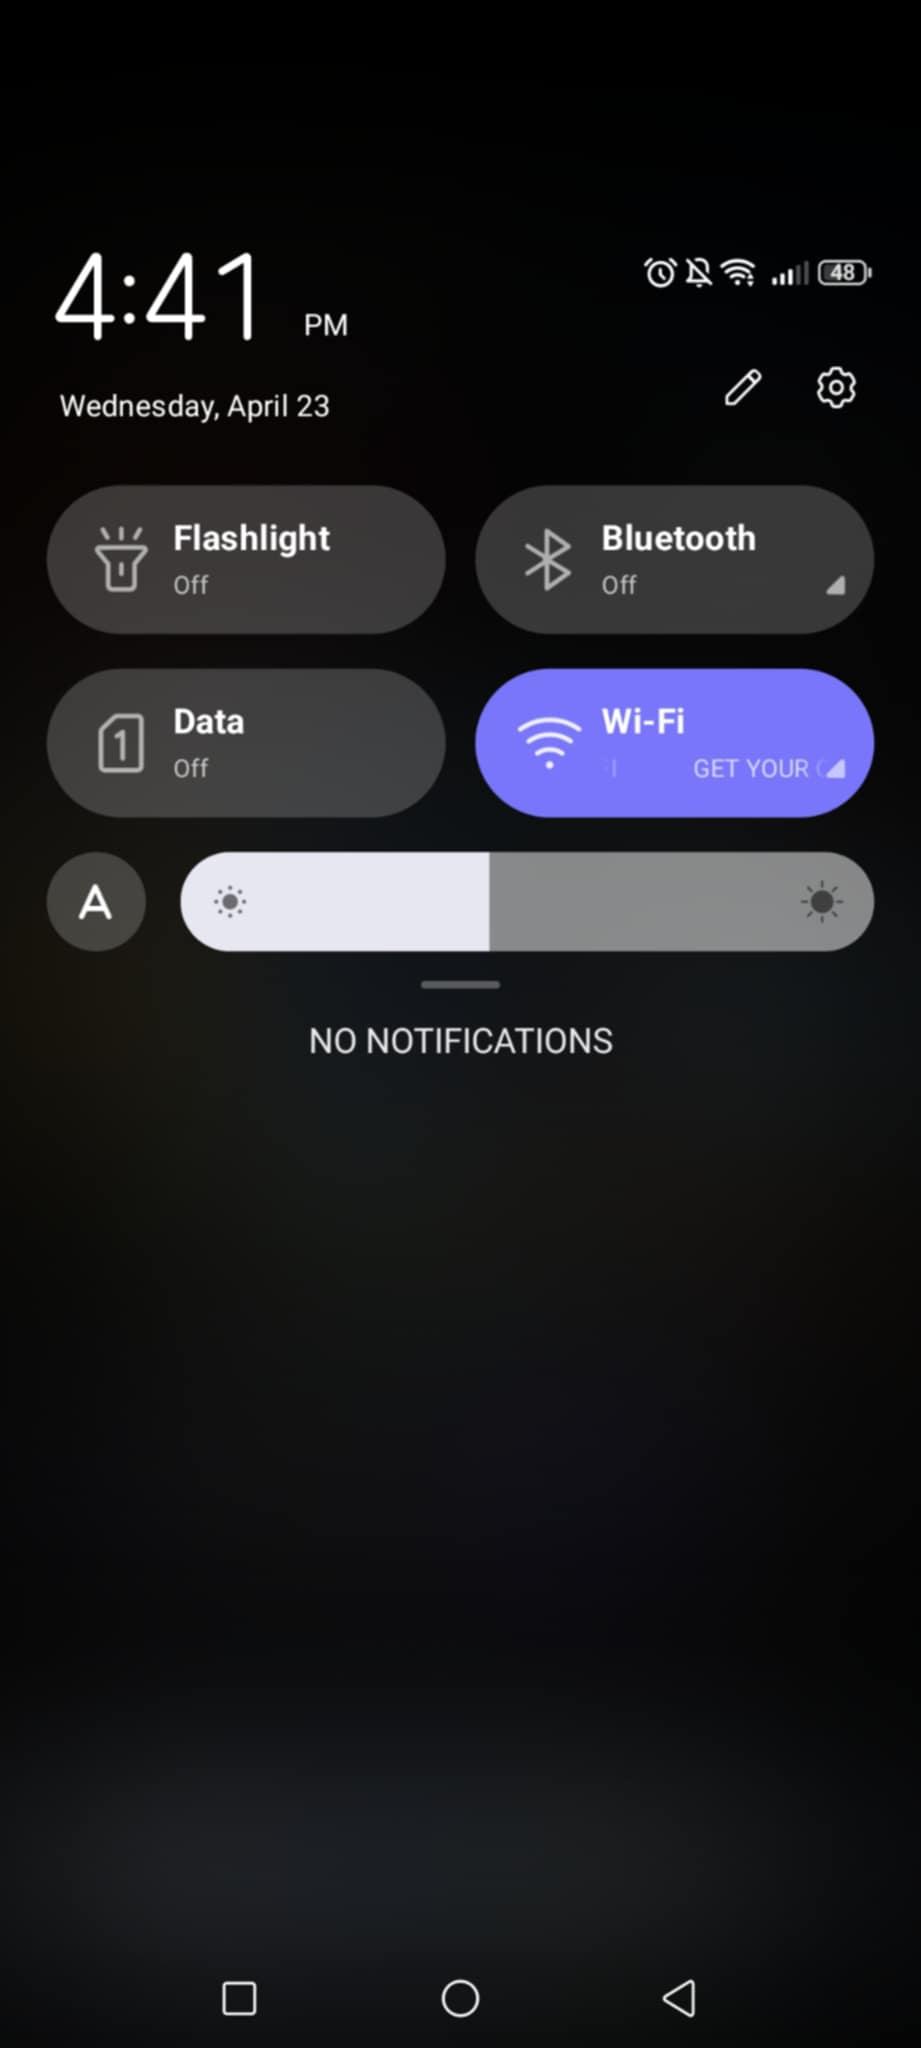 4:41 PM
48
Wednesday, April 23
Flashlight
Off
Bluetooth
Off
1
Data
Off
Wi-Fi
GET YOUR
A
NO NOTIFICATIONS